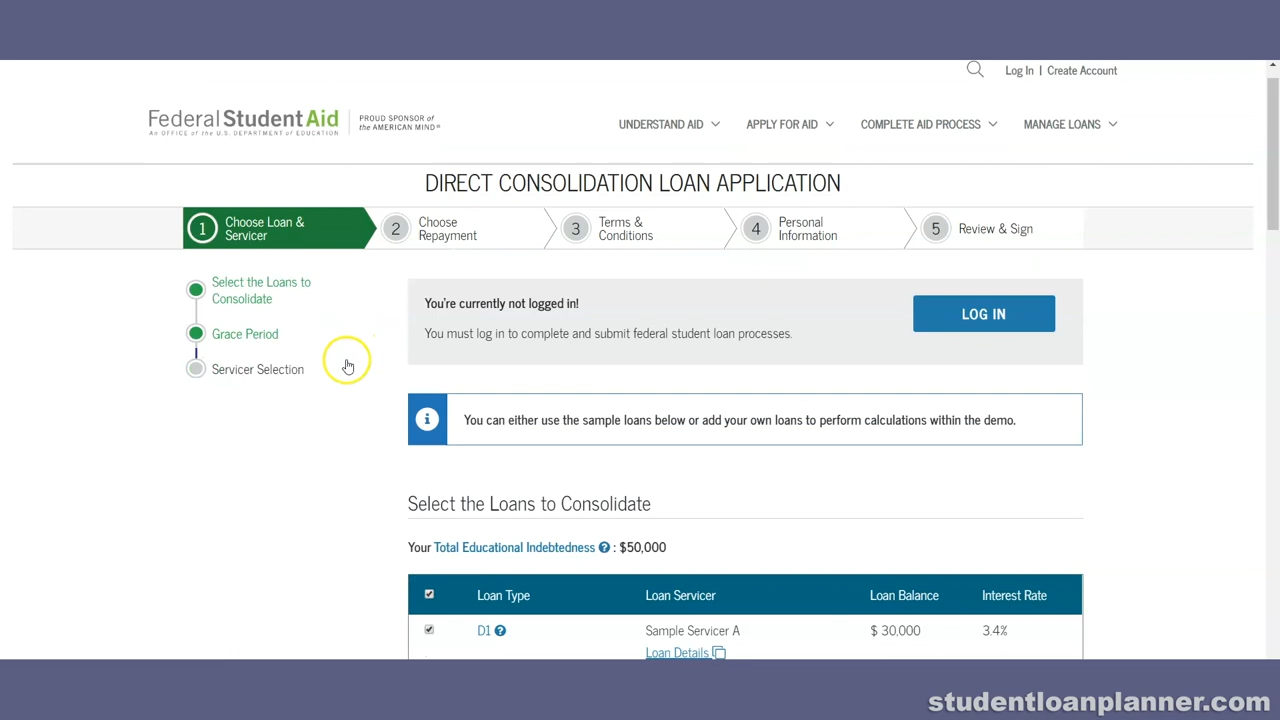 Log In | Create Account
Federal StudentAid
AN OFFICE of the U.S. DEPARTMENT of EDUCATION
PROUD SPONSOR of
the AMERICAN MIND®
UNDERSTAND AID
APPLY FOR AID
COMPLETE AID PROCESS
MANAGE LOANS
DIRECT CONSOLIDATION LOAN APPLICATION
1 Choose Loan &
Servicer
2 Choose
Repayment
3 Terms &
Conditions
4 Personal
Information
5 Review & Sign
Select the Loans to
Consolidate
Grace Period
Servicer Selection
You're currently not logged in!
You must log in to complete and submit federal student loan processes.
LOG IN
i You can either use the sample loans below or add your own loans to perform calculations within the demo.
Select the Loans to Consolidate
Your Total Educational Indebtedness ? : $50,000
Loan Type Loan Servicer Loan Balance Interest Rate
D1 ? Sample Servicer A $ 30,000 3.4%
Loan Details
studentloanplanner.com